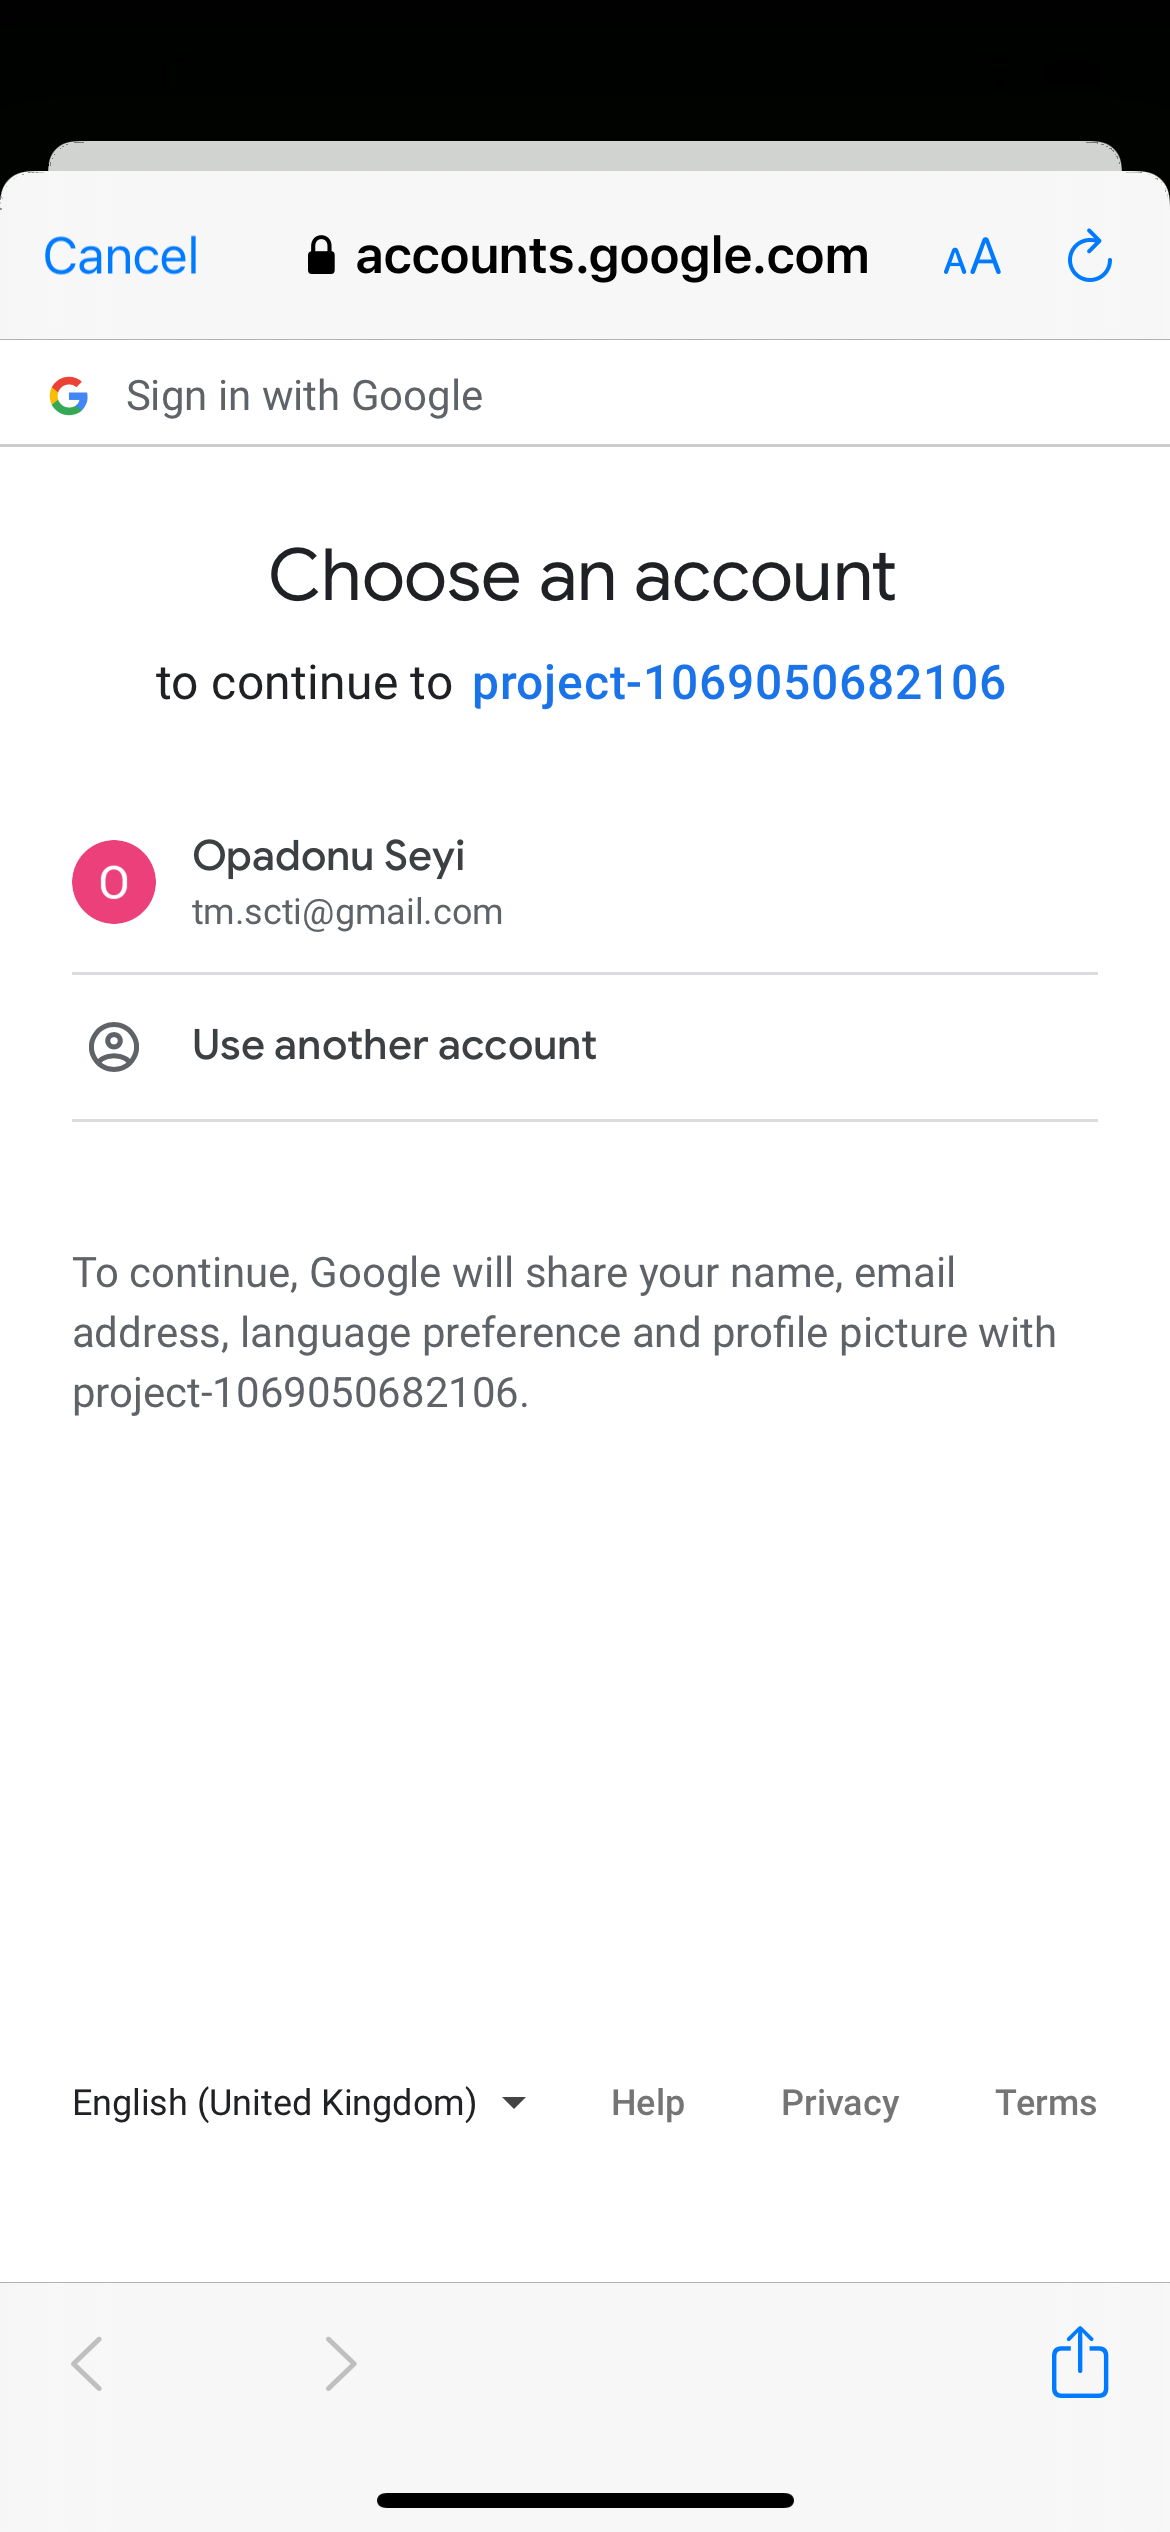 Cancel
accounts.google.com
AA
Sign in with Google
Choose an account
to continue to project-1069050682106
O
Opadonu Seyi
tm.scti@gmail.com
Use another account
To continue, Google will share your name, email
address, language preference and profile picture with
project-1069050682106.
English (United Kingdom)
Help
Privacy
Terms